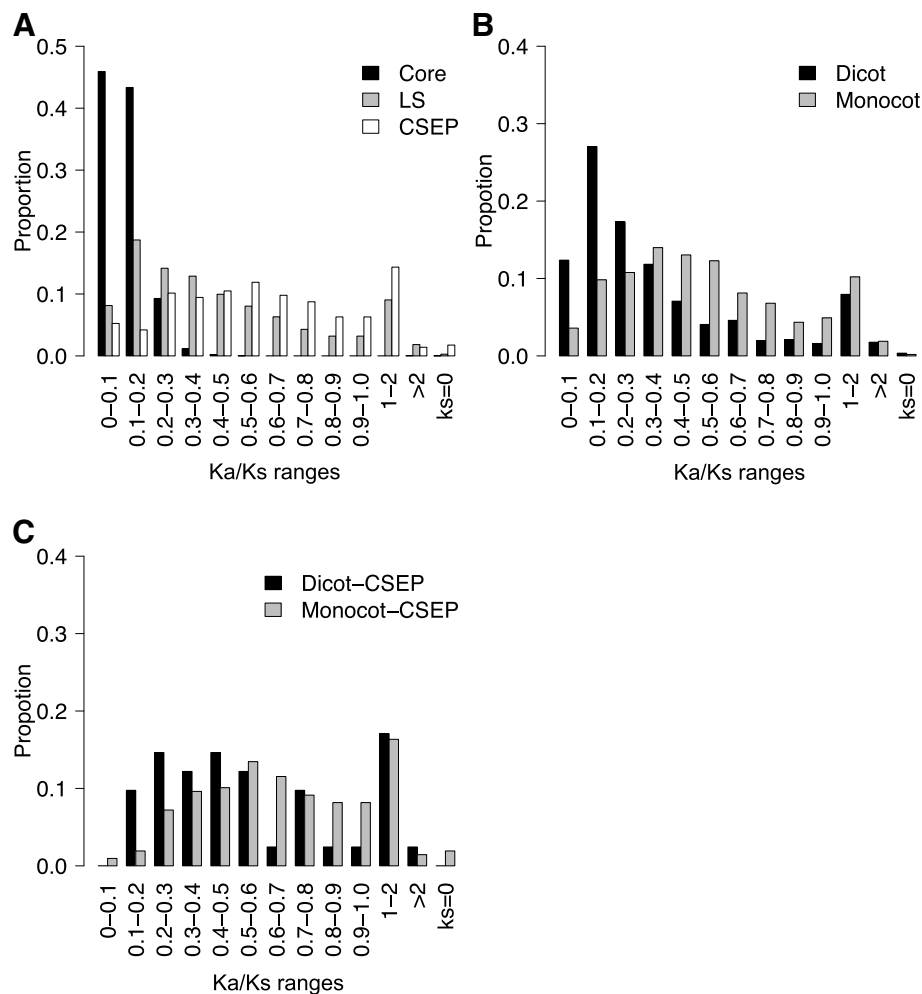 A
Proportion
0.5
0.4
0.3
0.2
0.1
0.0
Core
LS
CSEP
0–0.1
0.1–0.2
0.2–0.3
0.3–0.4
0.4–0.5
0.5–0.6
0.6–0.7
0.7–0.8
0.8–0.9
0.9–1.0
1–2
>2
ks=0
Ka/Ks ranges
B
Propotion
0.4
0.3
0.2
0.1
0.0
Dicot
Monocot
0–0.1
0.1–0.2
0.2–0.3
0.3–0.4
0.4–0.5
0.5–0.6
0.6–0.7
0.7–0.8
0.8–0.9
0.9–1.0
1–2
>2
ks=0
Ka/Ks ranges
C
Propotion
0.4
0.3
0.2
0.1
0.0
Dicot–CSEP
Monocot–CSEP
0–0.1
0.1–0.2
0.2–0.3
0.3–0.4
0.4–0.5
0.5–0.6
0.6–0.7
0.7–0.8
0.8–0.9
0.9–1.0
1–2
>2
ks=0
Ka/Ks ranges